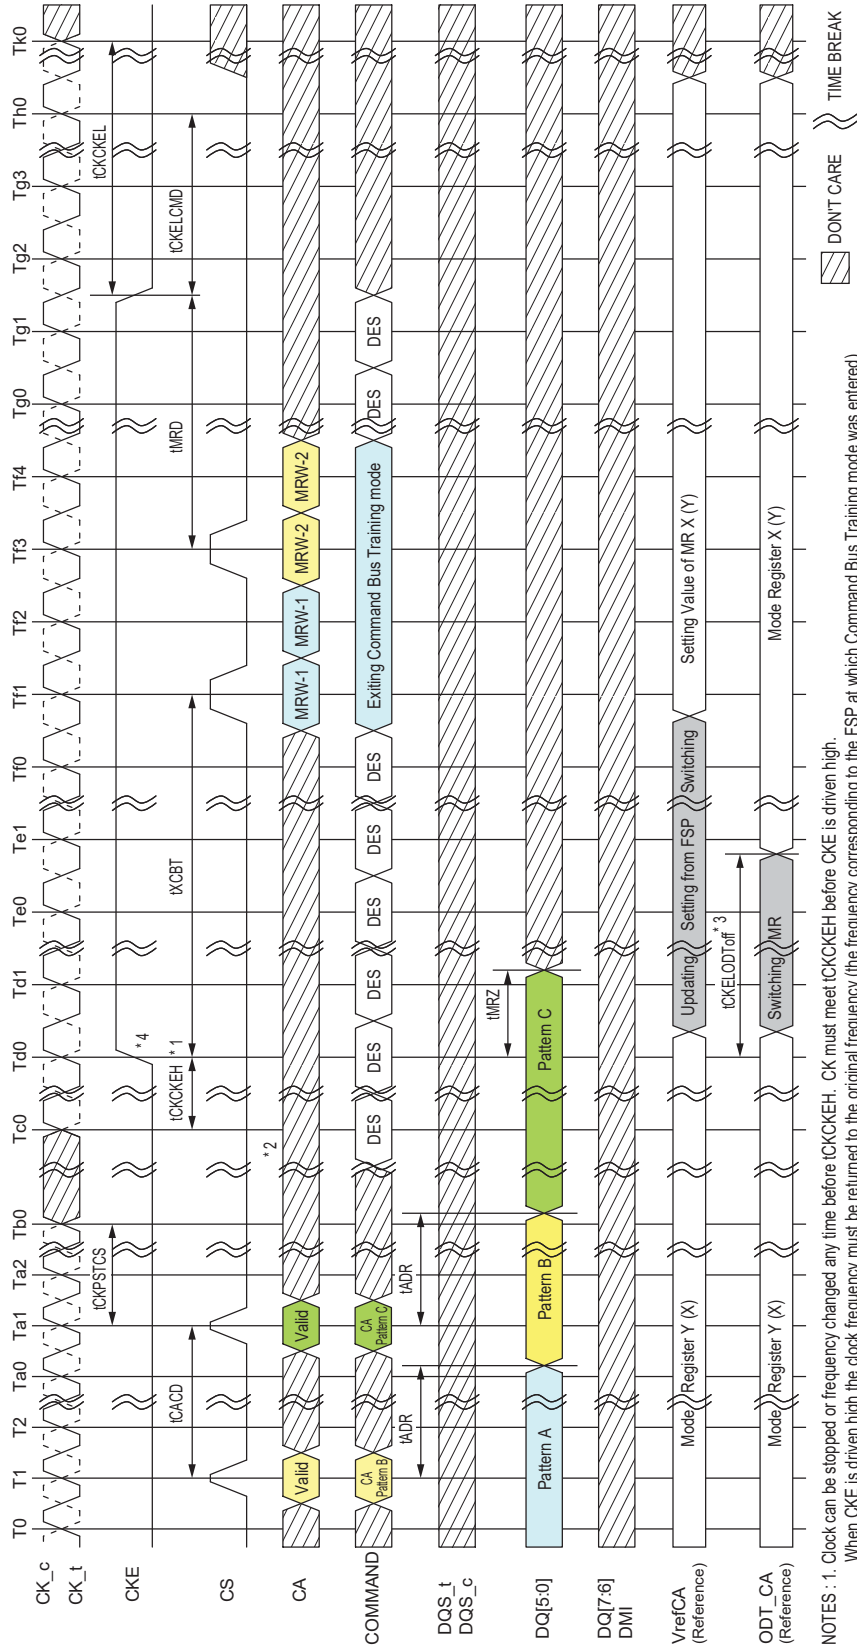 T0 T1 T2 Ta0 Ta1 Ta2 Tb0 Tc0 Td0 Td1 Te0 Te1 Tf0 Tf1 Tf2 Tf3 Tf4 Tg0 Tg1 Tg2 Tg3 Th0 Tk0
CK_c
CK_t
tCKPSTCS tCKCKEH *1 *4 tCKCKEL
CKE
tCACD tXCBT tMRD tCKELCMD
CS
*2
CA Valid Valid MRW-1 MRW-1 MRW-2 MRW-2
COMMAND CA Pattern B CA Pattern C DES DES DES DES DES DES Exiting Command Bus Training mode DES DES
tADR tADR
DQS_t
DQS_c
tMRZ
DQ[5:0] Pattern A Pattern B Pattern C
DQ[7:6]
DMI
VrefCA
(Reference) Mode Register Y (X) Updating Setting from FSP Switching Setting Value of MR X (Y)
tCKELODToff *3
ODT_CA
(Reference) Mode Register Y (X) Switching MR Mode Register X (Y)
DON'T CARE TIME BREAK
NOTES : 1. Clock can be stopped or frequency changed any time before tCKCKEH. CK must meet tCKCKEH before CKE is driven high.
When CKE is driven high the clock frequency must be returned to the original frequency (the frequency corresponding to the FSP at which Command Bus Training mode was entered)